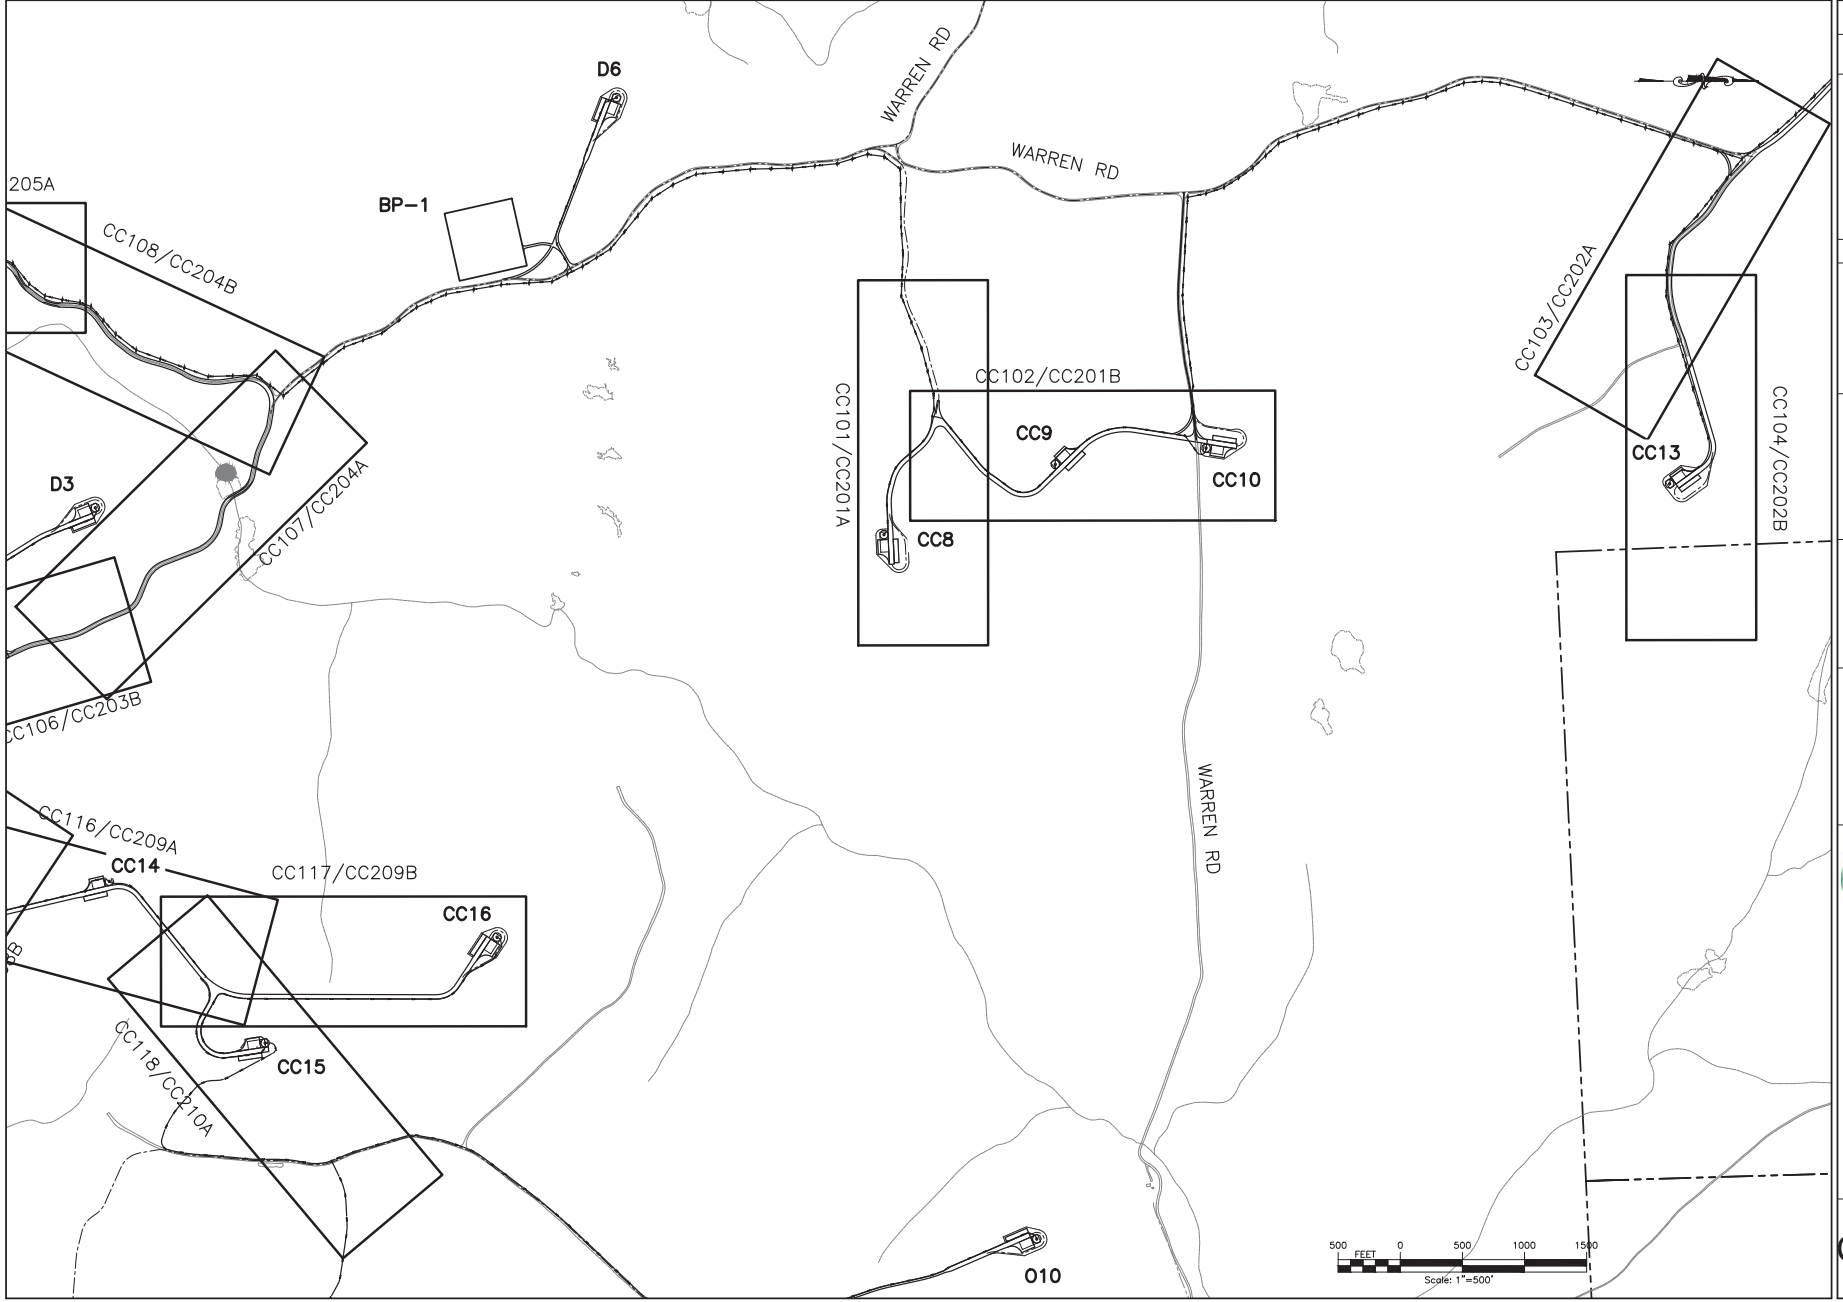 WARREN RD
D6
WARREN RD
205A
BP-1
CC108/CC204B
CC103/CC202A
CC102/CC201B
CC101/CC201A
CC104/CC202B
CC9
CC13
CC10
D3
CC107/CC204A
CC8
CC106/CC203B
WARREN RD
CC116/CC209A
CC14
CC117/CC209B
CC16
CC15
CC118/CC210A
O10
500 0 500 1000 1500
FEET
Scale: 1"=500'